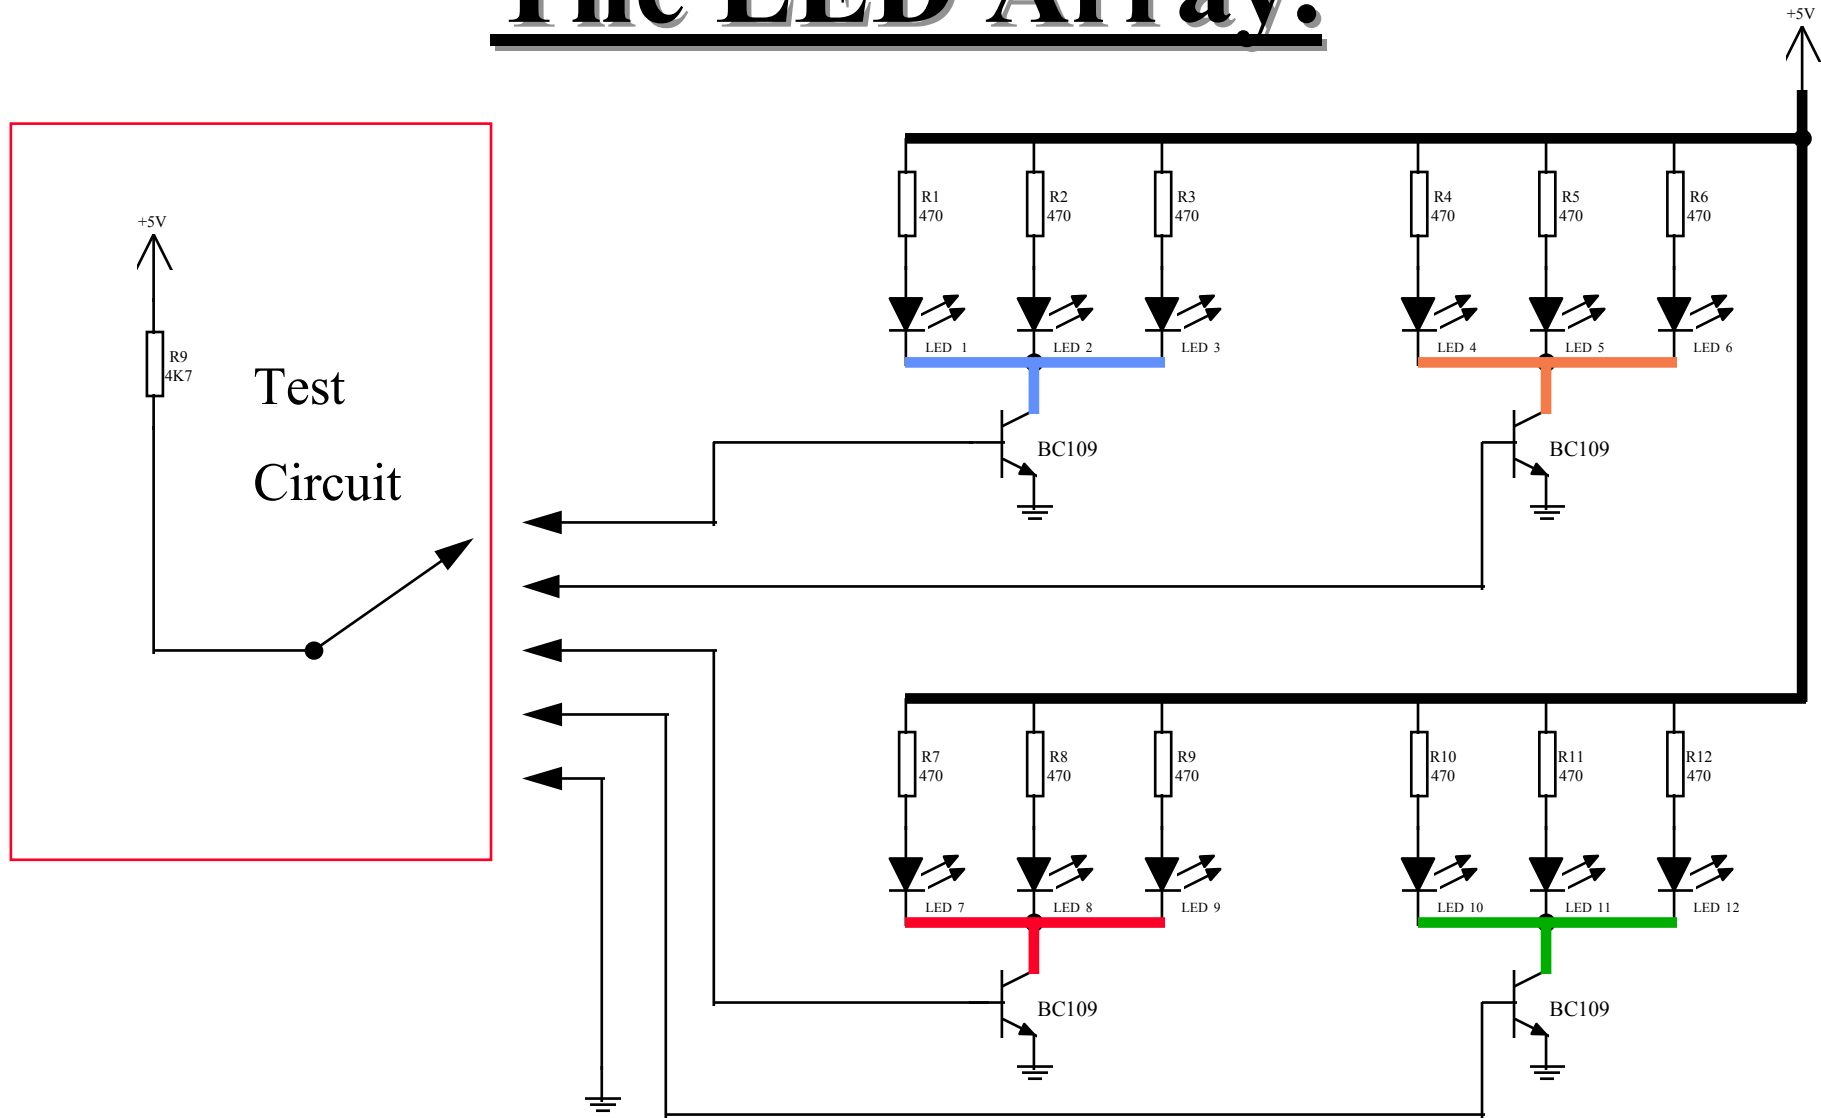 The LED Array.
+5V
+5V
R9
4K7
Test
Circuit
R1
470
R2
470
R3
470
R4
470
R5
470
R6
470
LED 1
LED 2
LED 3
LED 4
LED 5
LED 6
BC109
BC109
R7
470
R8
470
R9
470
R10
470
R11
470
R12
470
LED 7
LED 8
LED 9
LED 10
LED 11
LED 12
BC109
BC109